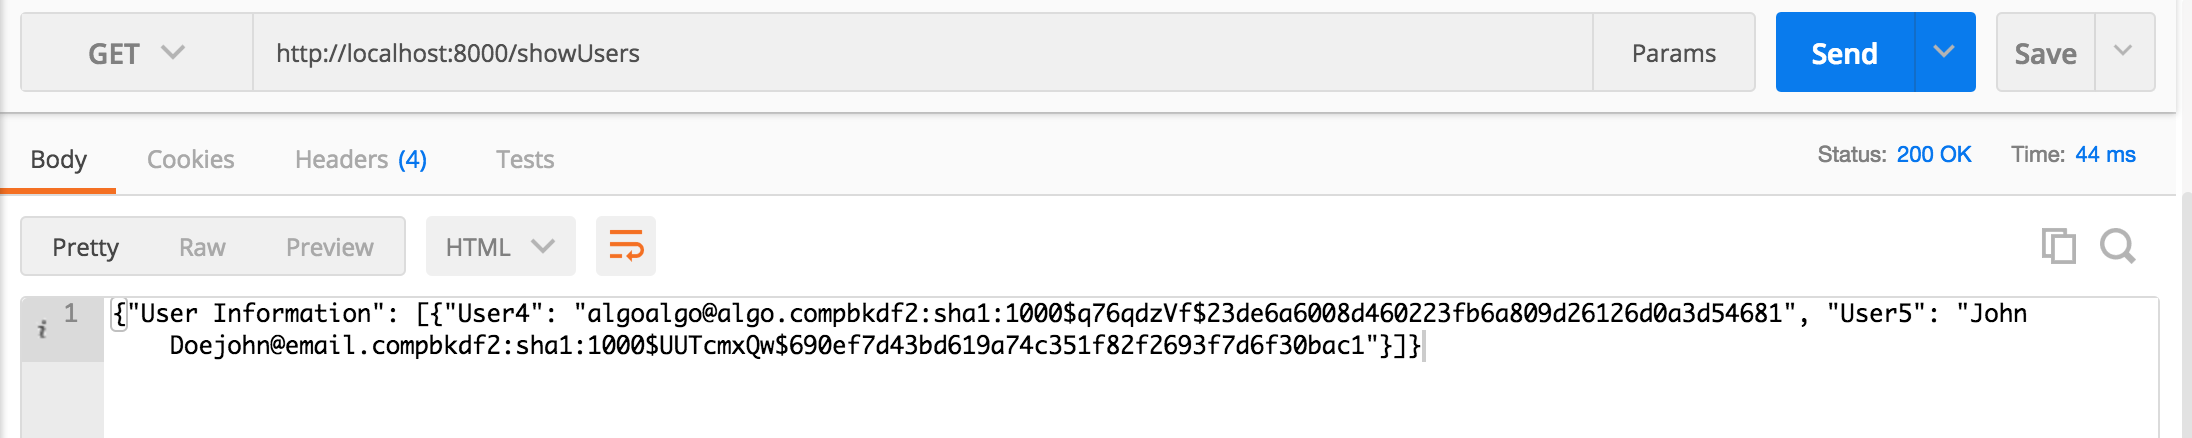 GET http://localhost:8000/showUsers Params Send Save
Body Cookies Headers (4) Tests Status: 200 OK Time: 44 ms
Pretty Raw Preview HTML
i 1 {"User Information": [{"User4": "algoalgo@algo.compbkdf2:sha1:1000$q76qdzVf$23de6a6008d460223fb6a809d26126d0a3d54681", "User5": "John
Doejohn@email.compbkdf2:sha1:1000$UUTcmxQw$690ef7d43bd619a74c351f82f2693f7d6f30bac1"}]}